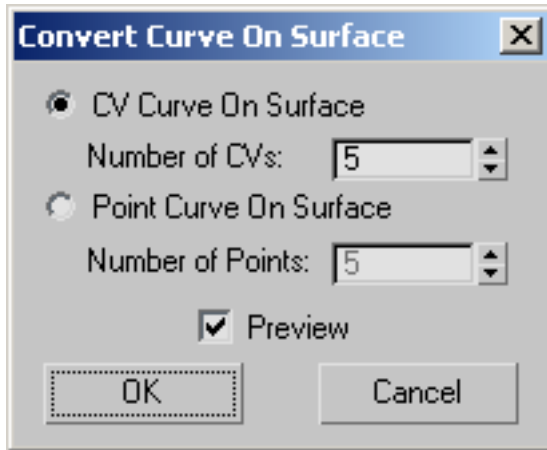 Convert Curve On Surface
CV Curve On Surface
Number of CVs: 5
Point Curve On Surface
Number of Points: 5
Preview
OK Cancel